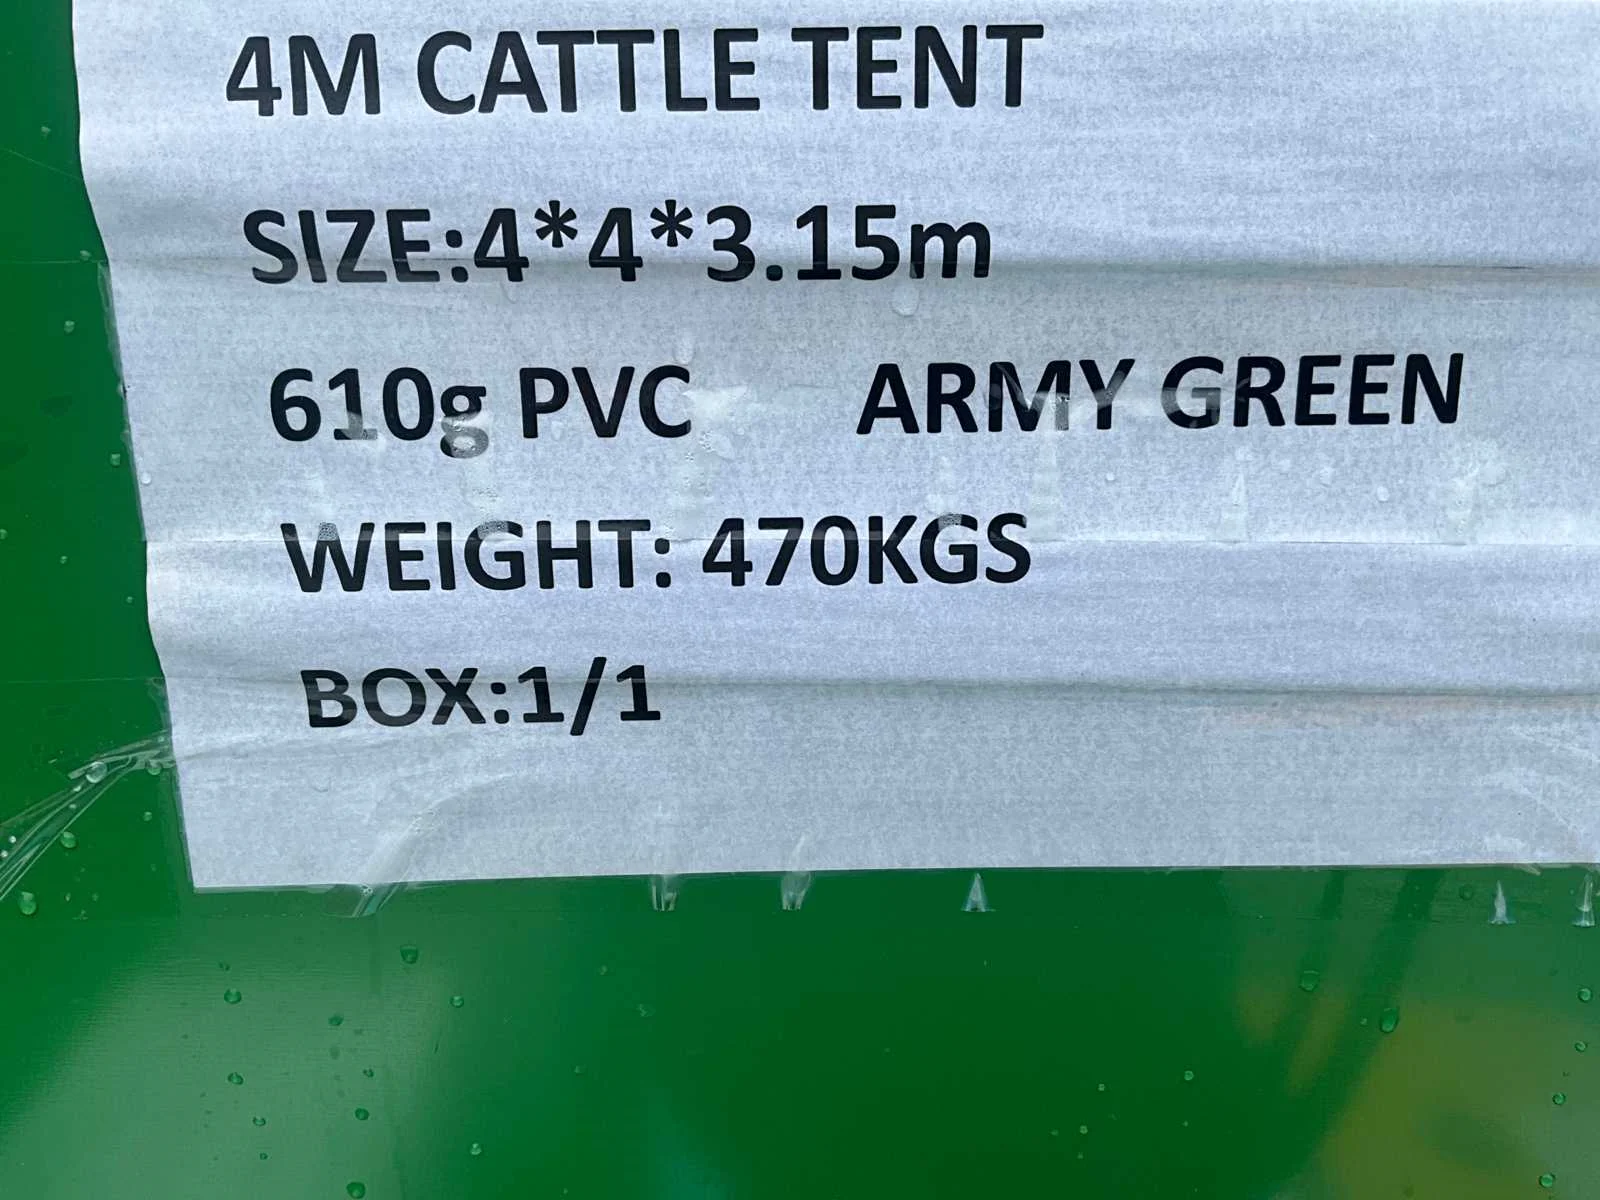 4M CATTLE TENT
SIZE:4*4*3.15m
610g PVC ARMY GREEN
WEIGHT: 470KGS
BOX:1/1